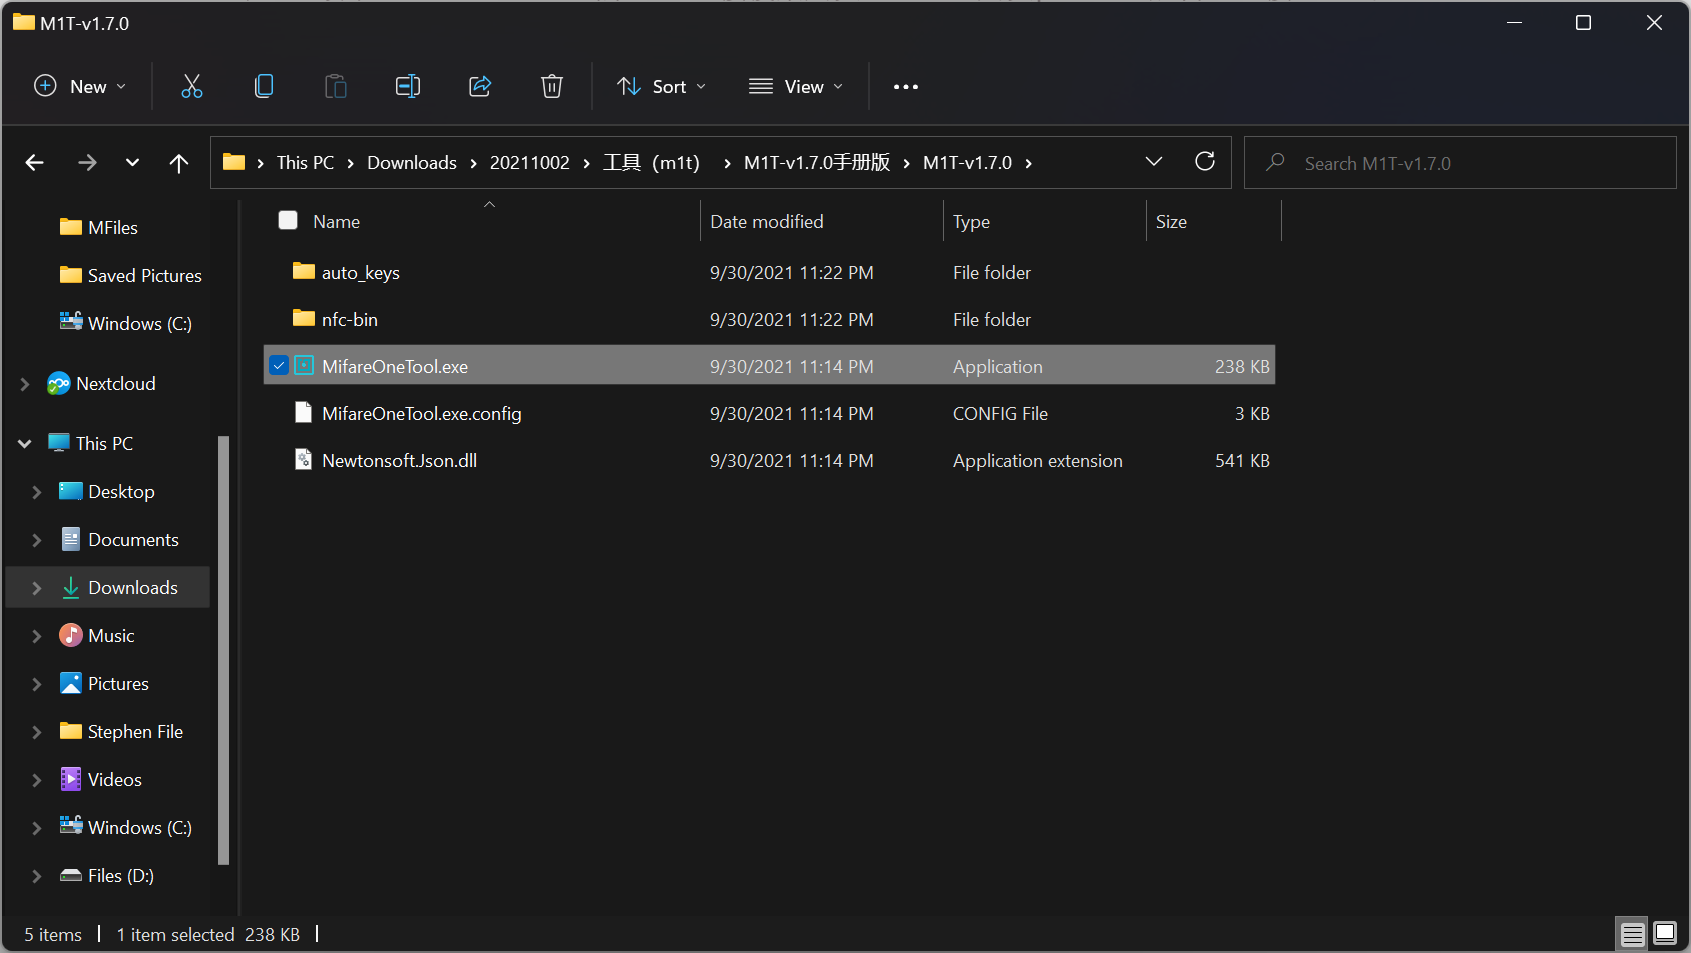 M1T-v1.7.0
New
Sort
View
This PC
Downloads
20211002
工具（m1t）
M1T-v1.7.0手册版
M1T-v1.7.0
Search M1T-v1.7.0
MFiles
Saved Pictures
Windows (C:)
Nextcloud
This PC
Desktop
Documents
Downloads
Music
Pictures
Stephen File
Videos
Windows (C:)
Files (D:)
Name Date modified Type Size
auto_keys 9/30/2021 11:22 PM File folder
nfc-bin 9/30/2021 11:22 PM File folder
MifareOneTool.exe 9/30/2021 11:14 PM Application 238 KB
MifareOneTool.exe.config 9/30/2021 11:14 PM CONFIG File 3 KB
Newtonsoft.Json.dll 9/30/2021 11:14 PM Application extension 541 KB
5 items 1 item selected 238 KB